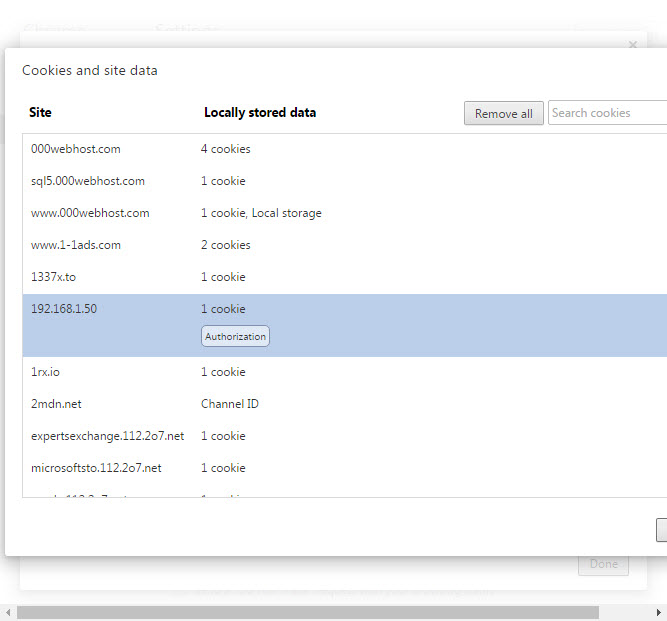 Settings
Cookies and site data
Site Locally stored data Remove all Search cookies
000webhost.com 4 cookies
sql5.000webhost.com 1 cookie
www.000webhost.com 1 cookie, Local storage
www.1-1ads.com 2 cookies
1337x.to 1 cookie
192.168.1.50 1 cookie
Authorization
1rx.io 1 cookie
2mdn.net Channel ID
expertsexchange.112.2o7.net 1 cookie
microsoftsto.112.2o7.net 1 cookie
Done